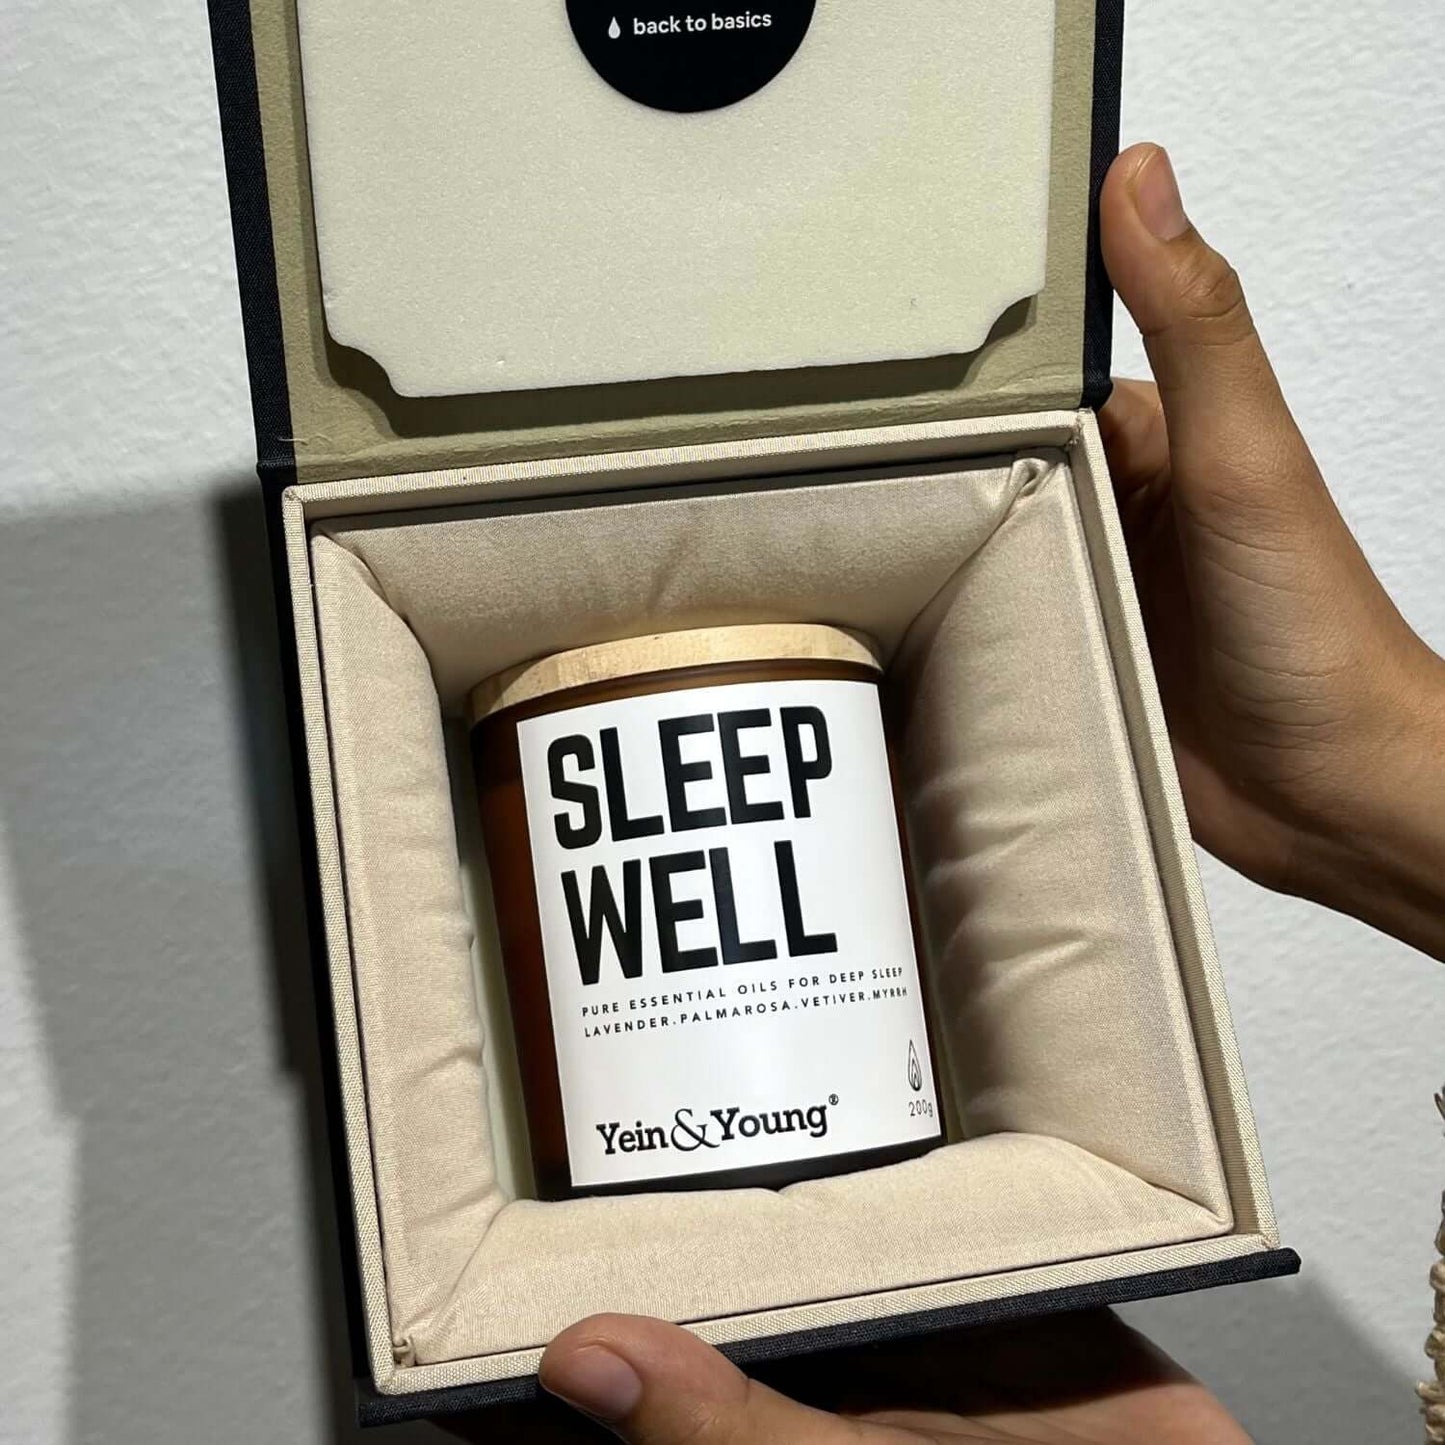 back to basics
SLEEP
WELL
PURE ESSENTIAL OILS FOR DEEP SLEEP
LAVENDER.PALMAROSA.VETIVER.MYRRH
200g
Yein&Young®